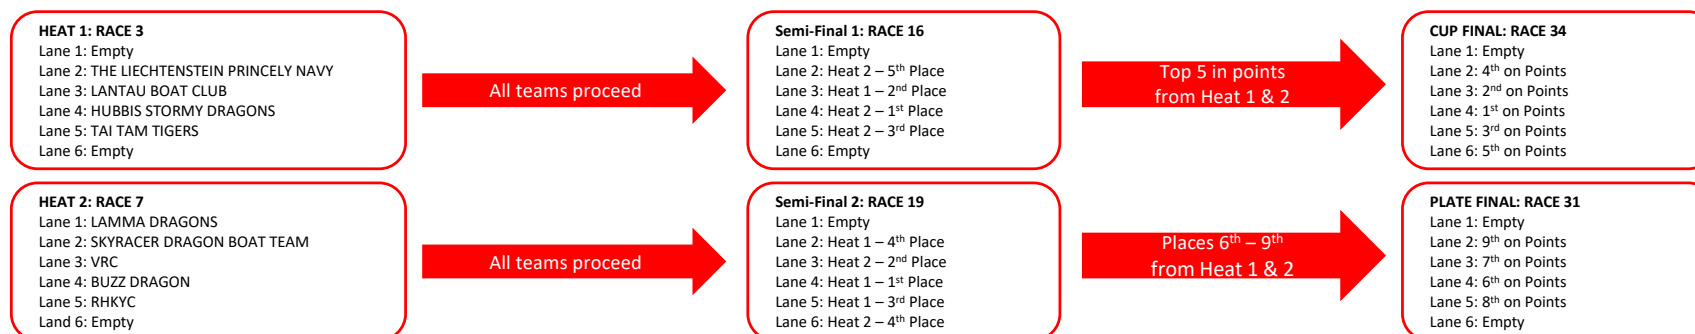 HEAT 1: RACE 3
Lane 1: Empty
Lane 2: THE LIECHTENSTEIN PRINCELY NAVY
Lane 3: LANTAU BOAT CLUB
Lane 4: HUBBIS STORMY DRAGONS
Lane 5: TAI TAM TIGERS
Lane 6: Empty
All teams proceed
Semi-Final 1: RACE 16
Lane 1: Empty
Lane 2: Heat 2 – 5th Place
Lane 3: Heat 1 – 2nd Place
Lane 4: Heat 2 – 1st Place
Lane 5: Heat 2 – 3rd Place
Lane 6: Empty
Top 5 in points
from Heat 1 & 2
CUP FINAL: RACE 34
Lane 1: Empty
Lane 2: 4th on Points
Lane 3: 2nd on Points
Lane 4: 1st on Points
Lane 5: 3rd on Points
Lane 6: 5th on Points
HEAT 2: RACE 7
Lane 1: LAMMA DRAGONS
Lane 2: SKYRACER DRAGON BOAT TEAM
Lane 3: VRC
Lane 4: BUZZ DRAGON
Lane 5: RHKYC
Land 6: Empty
All teams proceed
Semi-Final 2: RACE 19
Lane 1: Empty
Lane 2: Heat 1 – 4th Place
Lane 3: Heat 2 – 2nd Place
Lane 4: Heat 1 – 1st Place
Lane 5: Heat 1 – 3rd Place
Lane 6: Heat 2 – 4th Place
Places 6th – 9th
from Heat 1 & 2
PLATE FINAL: RACE 31
Lane 1: Empty
Lane 2: 9th on Points
Lane 3: 7th on Points
Lane 4: 6th on Points
Lane 5: 8th on Points
Lane 6: Empty